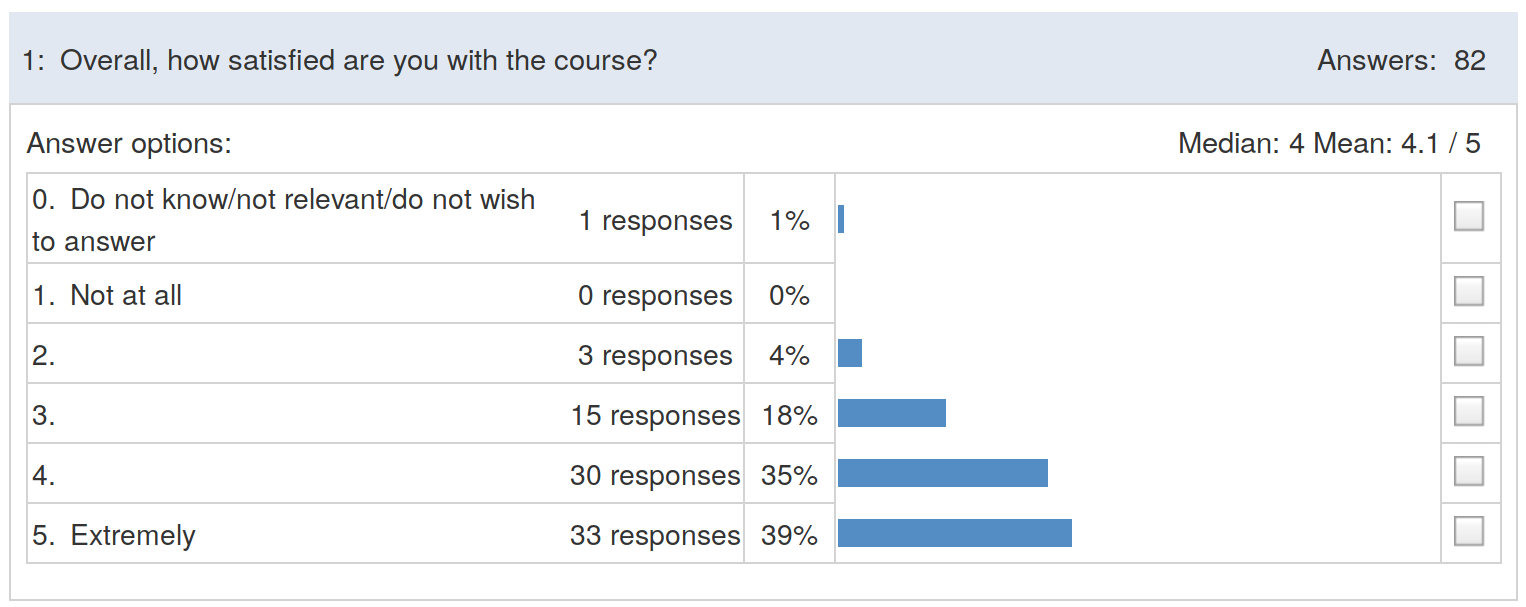 1: Overall, how satisfied are you with the course? Answers: 82
Answer options: Median: 4 Mean: 4.1 / 5
0. Do not know/not relevant/do not wish
to answer 1 responses 1%
1. Not at all 0 responses 0%
2. 3 responses 4%
3. 15 responses 18%
4. 30 responses 35%
5. Extremely 33 responses 39%